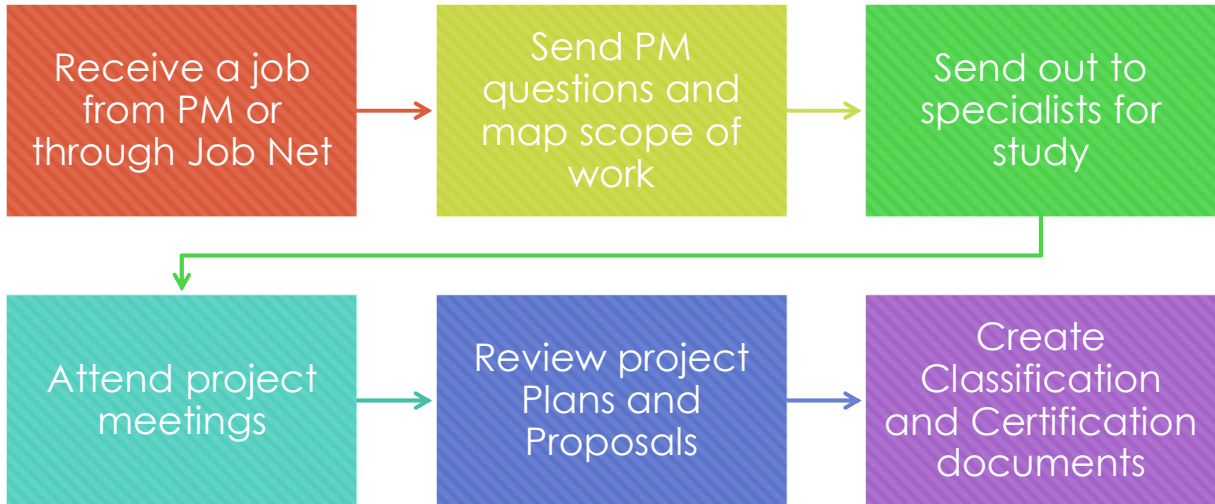 Receive a job
from PM or
through Job Net
Send PM
questions and
map scope of
work
Send out to
specialists for
study
Attend project
meetings
Review project
Plans and
Proposals
Create
Classification
and Certification
documents